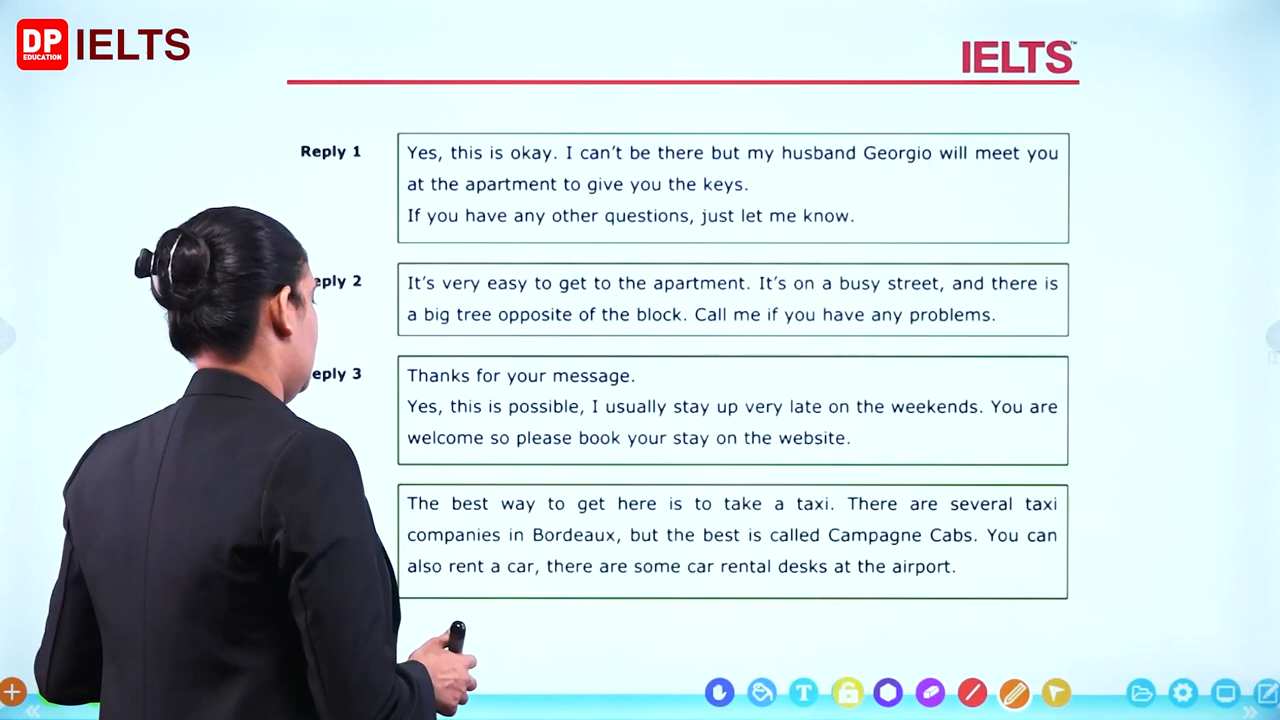 DP
EDUCATION
IELTS
IELTS™
Reply 1
Yes, this is okay. I can't be there but my husband Georgio will meet you
at the apartment to give you the keys.
If you have any other questions, just let me know.
eply 2
It's very easy to get to the apartment. It's on a busy street, and there is
a big tree opposite of the block. Call me if you have any problems.
eply 3
Thanks for your message.
Yes, this is possible, I usually stay up very late on the weekends. You are
welcome so please book your stay on the website.
The best way to get here is to take a taxi. There are several taxi
companies in Bordeaux, but the best is called Campagne Cabs. You can
also rent a car, there are some car rental desks at the airport.